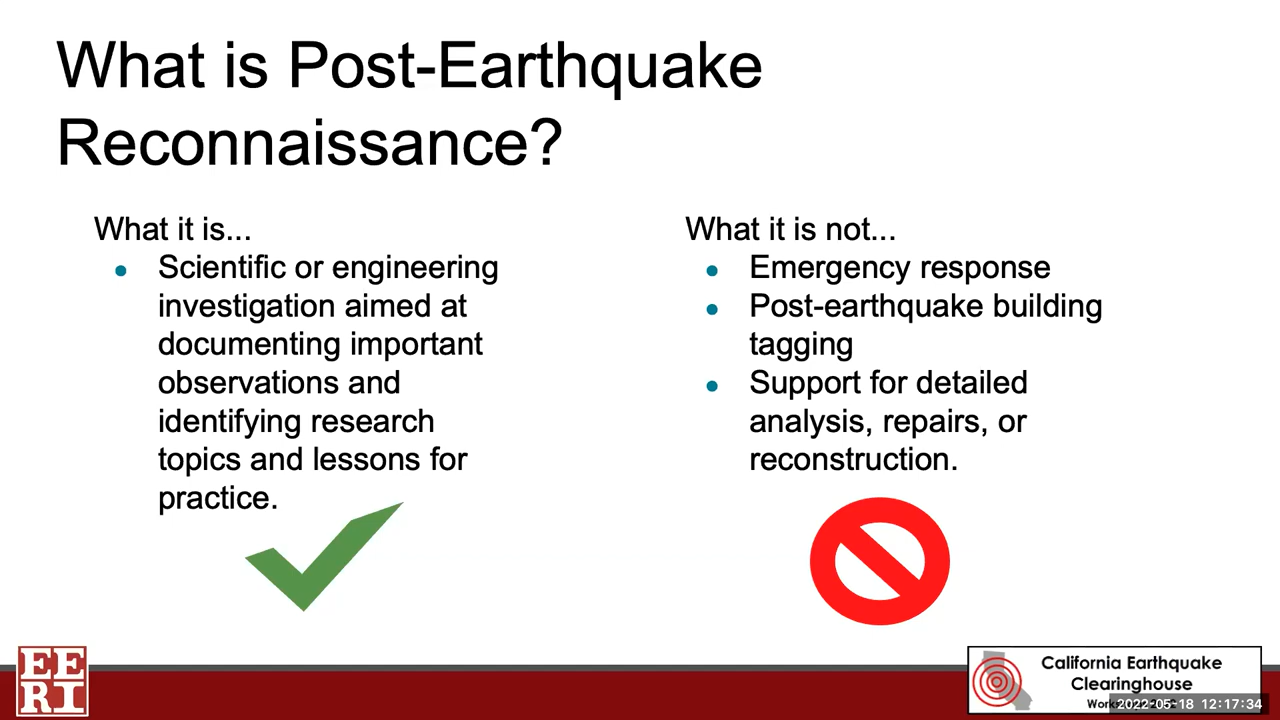 What is Post-Earthquake
Reconnaissance?
What it is...
Scientific or engineering
investigation aimed at
documenting important
observations and
identifying research
topics and lessons for
practice.
What it is not...
Emergency response
Post-earthquake building
tagging
Support for detailed
analysis, repairs, or
reconstruction.
EE
RI
California Earthquake
Clearinghouse
2022-05-18 12:17:34